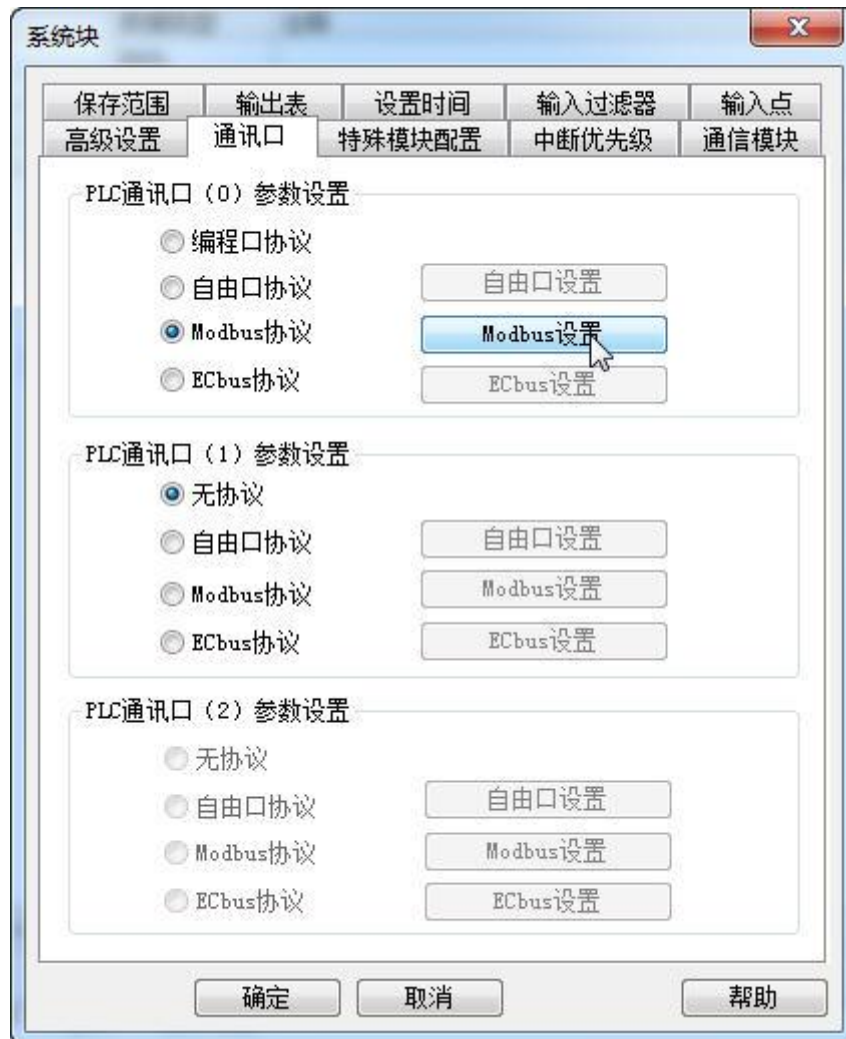 系统块
保存范围 输出表 设置时间 输入过滤器 输入点
高级设置 通讯口 特殊模块配置 中断优先级 通信模块
PLC通讯口（0）参数设置
编程口协议
自由口协议 自由口设置
Modbus协议 Modbus设置
ECbus协议 ECbus设置
PLC通讯口（1）参数设置
无协议
自由口协议 自由口设置
Modbus协议 Modbus设置
ECbus协议 ECbus设置
PLC通讯口（2）参数设置
无协议
自由口协议 自由口设置
Modbus协议 Modbus设置
ECbus协议 ECbus设置
确定 取消 帮助